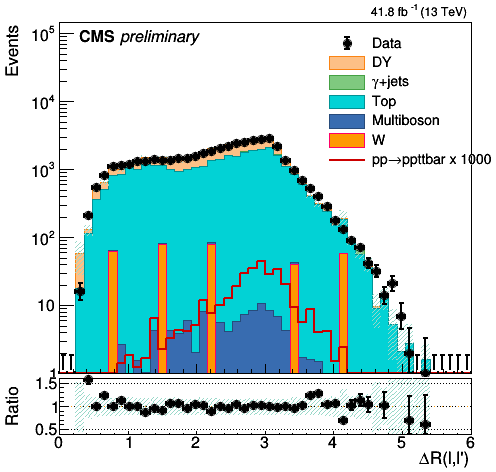 41.8 fb⁻¹ (13 TeV)
CMS preliminary
Events
10⁵
10⁴
10³
10²
10
1
Data
DY
γ+jets
Top
Multiboson
W
pp→ppttbar x 1000
Ratio
1.5
1
0.5
0 1 2 3 4 5 6
ΔR(l,l')